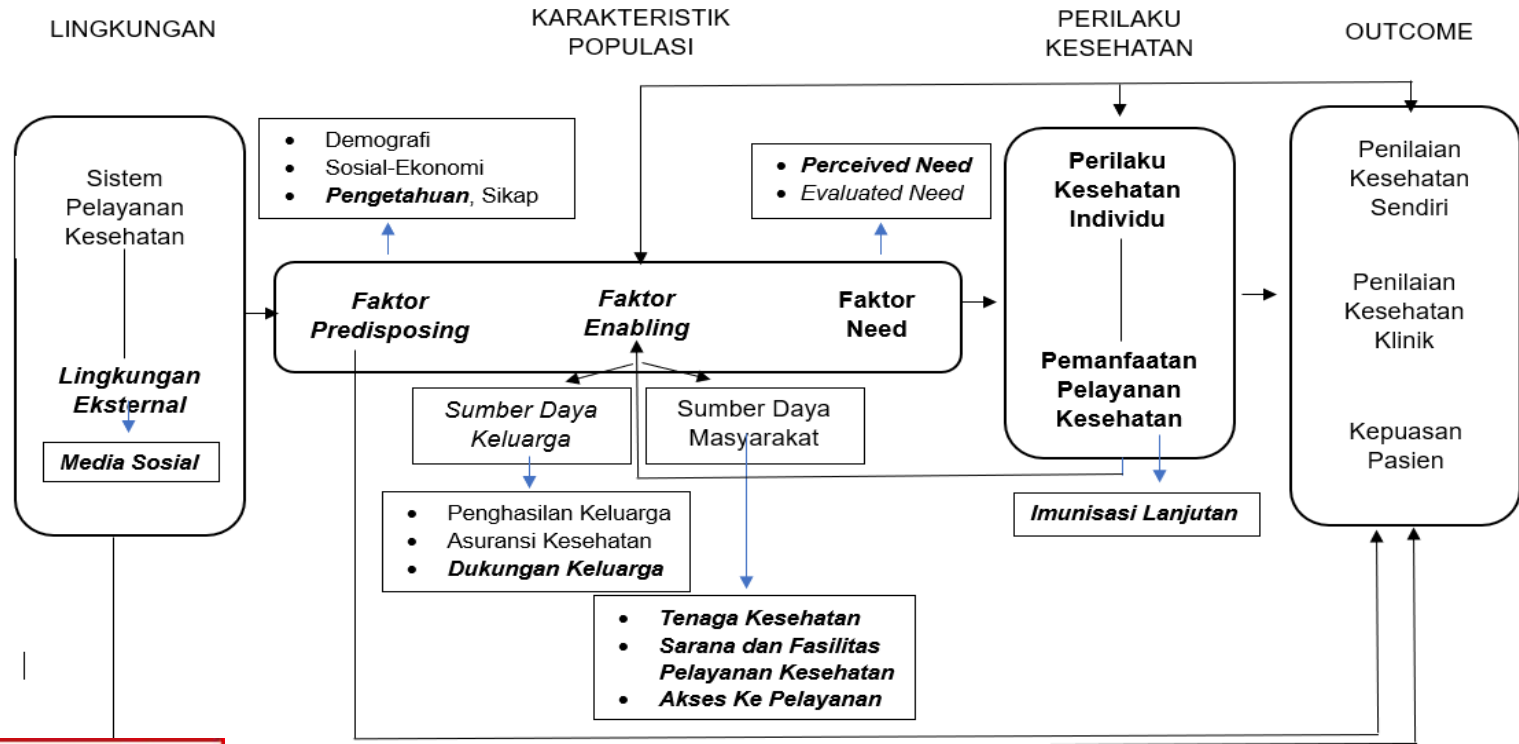 LINGKUNGAN
KARAKTERISTIK
POPULASI
PERILAKU
KESEHATAN
OUTCOME
Sistem
Pelayanan
Kesehatan
Lingkungan
Eksternal
Media Sosial
• Demografi
• Sosial-Ekonomi
• Pengetahuan, Sikap
• Perceived Need
• Evaluated Need
Faktor
Predisposing
Faktor
Enabling
Faktor
Need
Sumber Daya
Keluarga
Sumber Daya
Masyarakat
• Penghasilan Keluarga
• Asuransi Kesehatan
• Dukungan Keluarga
• Tenaga Kesehatan
• Sarana dan Fasilitas
Pelayanan Kesehatan
• Akses Ke Pelayanan
Perilaku
Kesehatan
Individu
Pemanfaatan
Pelayanan
Kesehatan
Imunisasi Lanjutan
Penilaian
Kesehatan
Sendiri
Penilaian
Kesehatan
Klinik
Kepuasan
Pasien